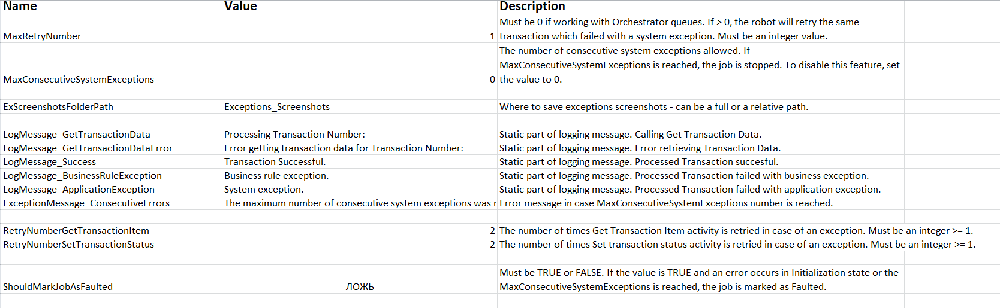 Name Value Description
Must be 0 if working with Orchestrator queues. If > 0, the robot will retry the same
MaxRetryNumber 1 transaction which failed with a system exception. Must be an integer value.
The number of consecutive system exceptions allowed. If
MaxConsecutiveSystemExceptions is reached, the job is stopped. To disable this feature, set
MaxConsecutiveSystemExceptions 0 the value to 0.
ExScreenshotsFolderPath Exceptions_Screenshots Where to save exceptions screenshots - can be a full or a relative path.
LogMessage_GetTransactionData Processing Transaction Number: Static part of logging message. Calling Get Transaction Data.
LogMessage_GetTransactionDataError Error getting transaction data for Transaction Number: Static part of logging message. Error retrieving Transaction Data.
LogMessage_Success Transaction Successful. Static part of logging message. Processed Transaction succesful.
LogMessage_BusinessRuleException Business rule exception. Static part of logging message. Processed Transaction failed with business exception.
LogMessage_ApplicationException System exception. Static part of logging message. Processed Transaction failed with application exception.
ExceptionMessage_ConsecutiveErrors The maximum number of consecutive system exceptions was r Error message in case MaxConsecutiveSystemExceptions number is reached.
RetryNumberGetTransactionItem 2 The number of times Get Transaction Item activity is retried in case of an exception. Must be an integer >= 1.
RetryNumberSetTransactionStatus 2 The number of times Set transaction status activity is retried in case of an exception. Must be an integer >= 1.
Must be TRUE or FALSE. If the value is TRUE and an error occurs in Initialization state or the
ShouldMarkJobAsFaulted ЛОЖЬ MaxConsecutiveSystemExceptions is reached, the job is marked as Faulted.